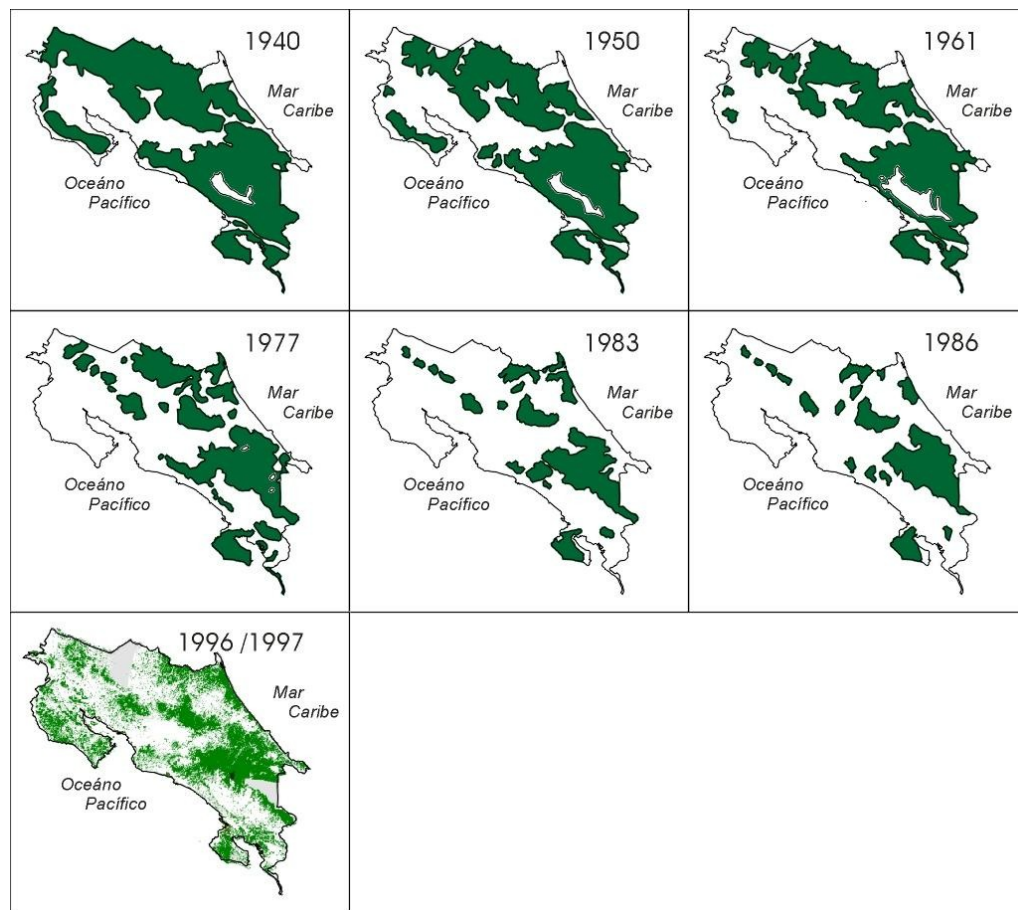 1940
Mar
Caribe
Oceáno
Pacífico
1950
Mar
Caribe
Oceáno
Pacífico
1961
Mar
Caribe
Oceáno
Pacífico
1977
Mar
Caribe
Oceáno
Pacífico
1983
Mar
Caribe
Oceáno
Pacífico
1986
Mar
Caribe
Oceáno
Pacífico
1996 /1997
Mar
Caribe
Oceáno
Pacífico